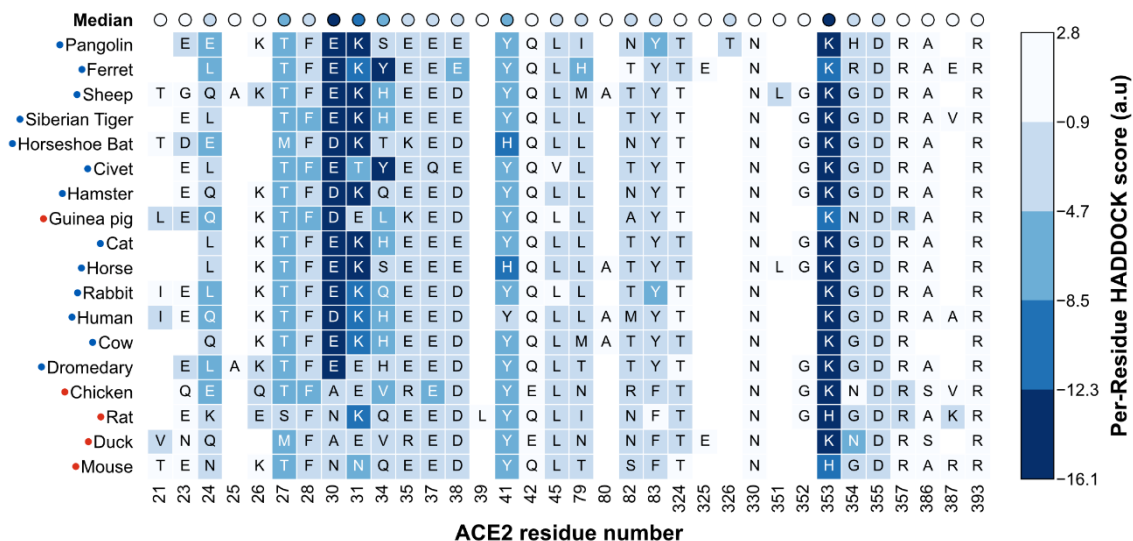 Median
Pangolin E E K T F E K S E E E Y Q L I N Y T T N K H D R A R
Ferret L T F E K Y E E E Y Q L H T Y T E N K R D R A E R
Sheep T G Q A K T F E K H E E D Y Q L M A T Y T N L G K G D R A R
Siberian Tiger E L T F E K H E E E Y Q L L T Y T N G K G D R A V R
Horseshoe Bat T D E M F D K T K E D H Q L L N Y T N G K G D R A R
Civet E L T F E T Y E Q E Y Q V L T Y T N G K G D R A R
Hamster E Q K T F D K Q E E D Y Q L L N Y T N G K G D R A R
Guinea pig L E Q K T F D E L K E D Y Q L L A Y T N K N D R A R
Cat L K T F E K H E E E Y Q L L T Y T N G K G D R A R
Horse L K T F E K S E E E H Q L L A T Y T N L G K G D R A R
Rabbit I E L K T F E K Q E E D Y Q L L T Y T N G K G D R A R
Human I E Q K T F D K H E E D Y Q L L A M Y T N G K G D R A A R
Cow Q K T F E K H E E D Y Q L M A T Y T N G K G D R A R
Dromedary E L A K T F E E H E E D Y Q L T T Y T N G K G D R A R
Chicken Q E Q T F A E V R E D Y E L N R F T N G K N D R S V R
Rat E K E S F N K Q E E D L Y Q L I N F T N G H G D R A K R
Duck V N Q M F A E V R E D Y E L N N F T E N K N D R S R
Mouse T E N K T F N N Q E E D Y Q L T S F T N H G D R A R R
21 23 24 25 26 27 28 30 31 34 35 37 38 39 41 42 45 79 80 82 83 324 325 326 330 351 352 353 354 355 357 386 387 393
ACE2 residue number
2.8
−0.9
−4.7
−8.5
−12.3
−16.1
Per-Residue HADDOCK score (a.u)